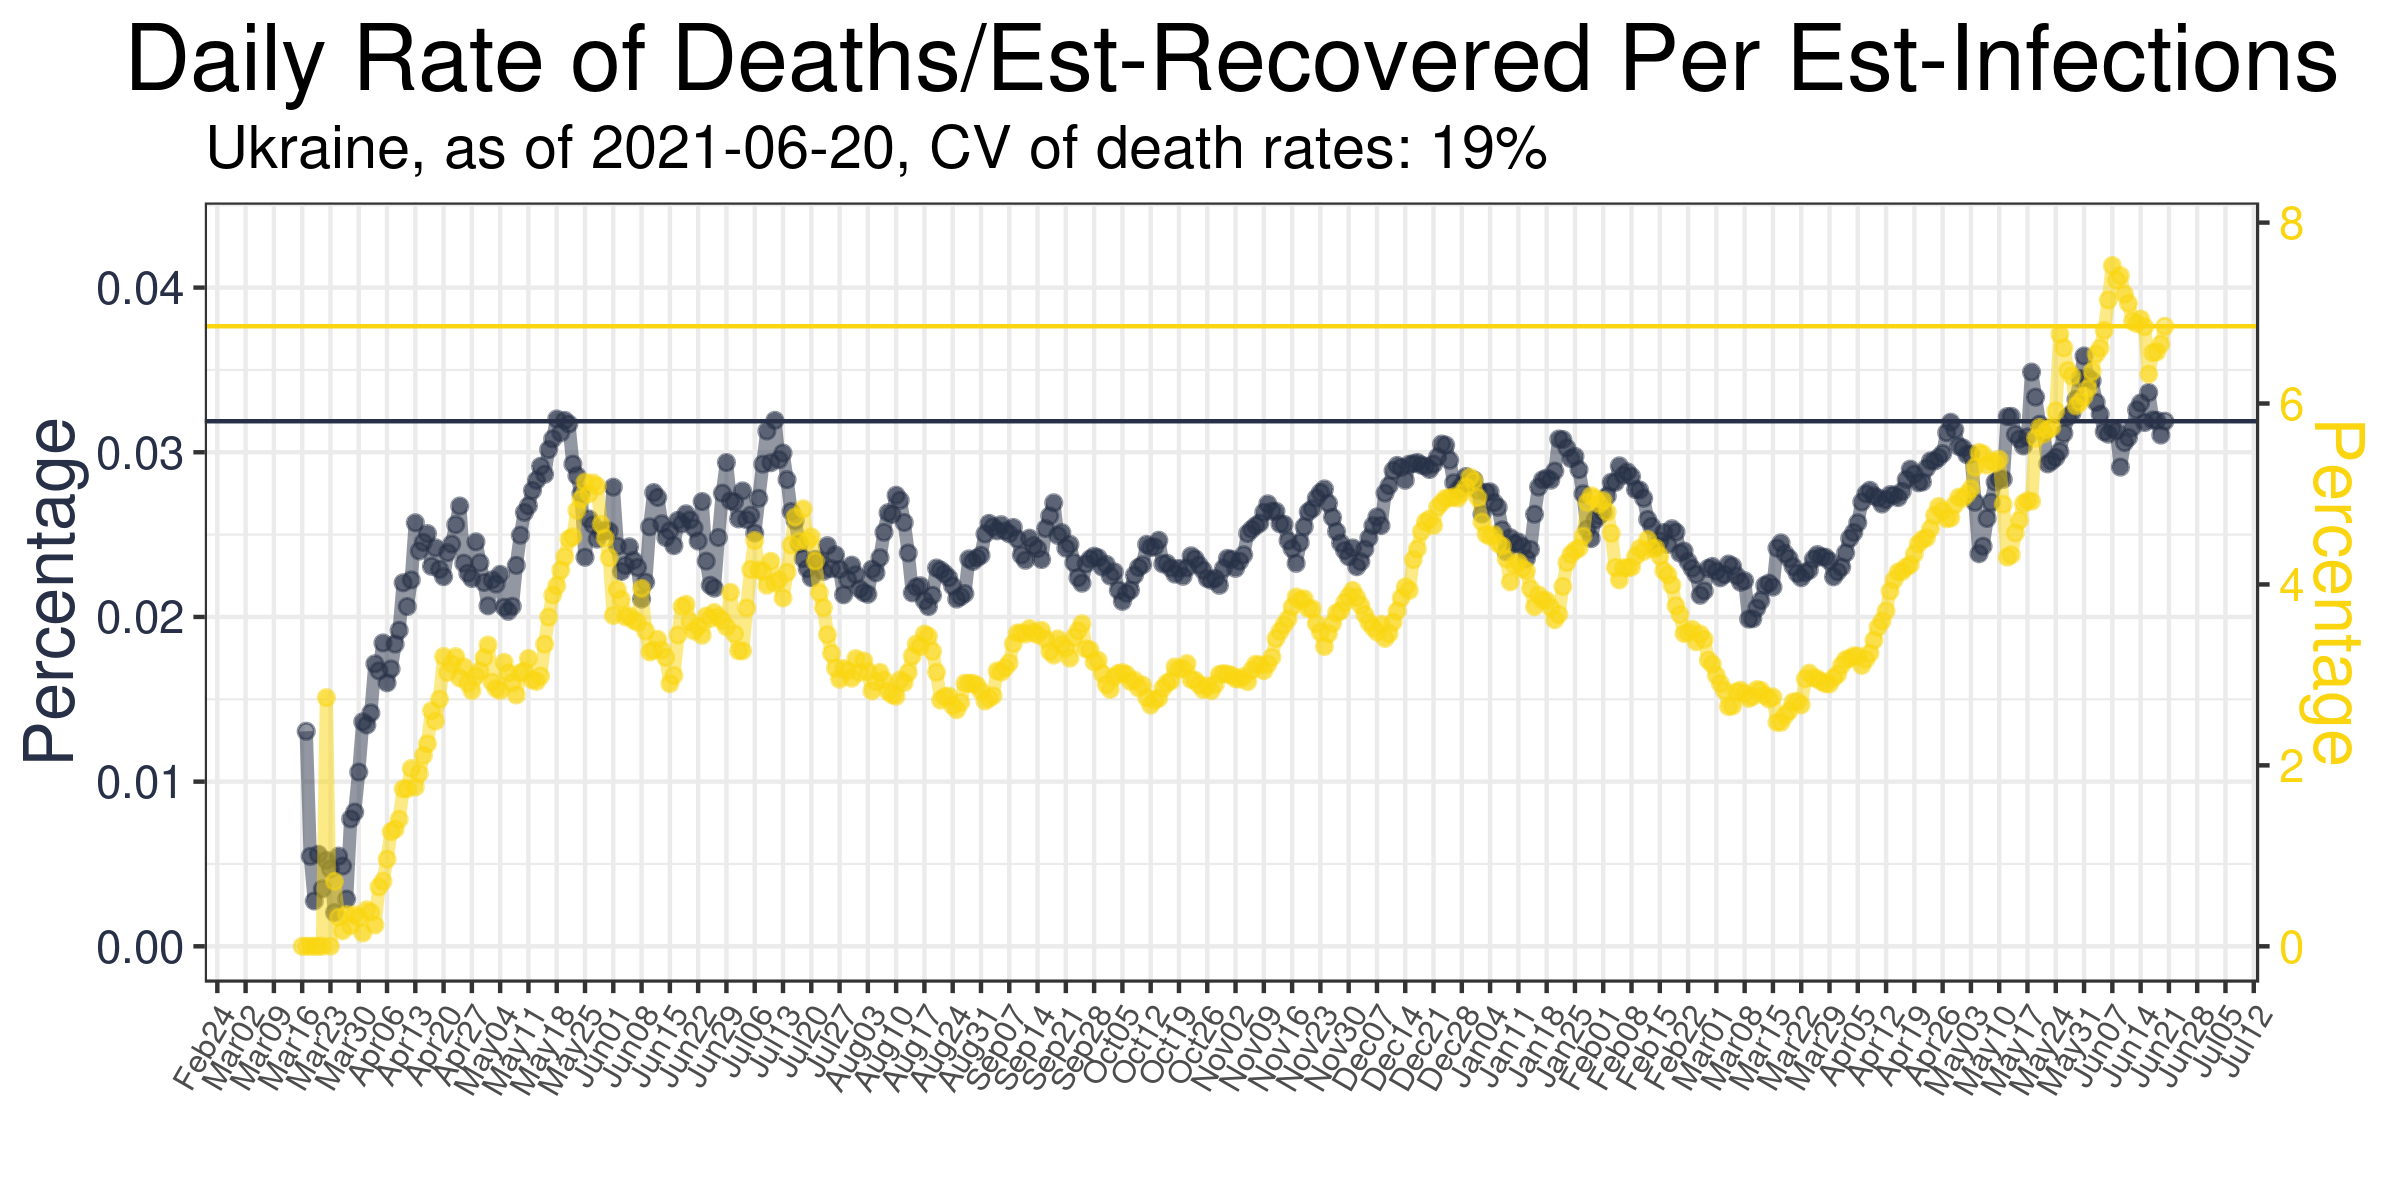 Daily Rate of Deaths/Est-Recovered Per Est-Infections
Ukraine, as of 2021-06-20, CV of death rates: 19%
Percentage
0.04
0.03
0.02
0.01
0.00
8
6
4
2
0
Percentage
Feb24
Mar02
Mar09
Mar16
Mar23
Mar30
Apr06
Apr13
Apr20
Apr27
May04
May11
May18
May25
Jun01
Jun08
Jun15
Jun22
Jun29
Jul06
Jul13
Jul20
Jul27
Aug03
Aug10
Aug17
Aug24
Aug31
Sep07
Sep14
Sep21
Sep28
Oct05
Oct12
Oct19
Oct26
Nov02
Nov09
Nov16
Nov23
Nov30
Dec07
Dec14
Dec21
Dec28
Jan04
Jan11
Jan18
Jan25
Feb01
Feb08
Feb15
Feb22
Mar01
Mar08
Mar15
Mar22
Mar29
Apr05
Apr12
Apr19
Apr26
May03
May10
May17
May24
May31
Jun07
Jun14
Jun21
Jun28
Jul05
Jul12